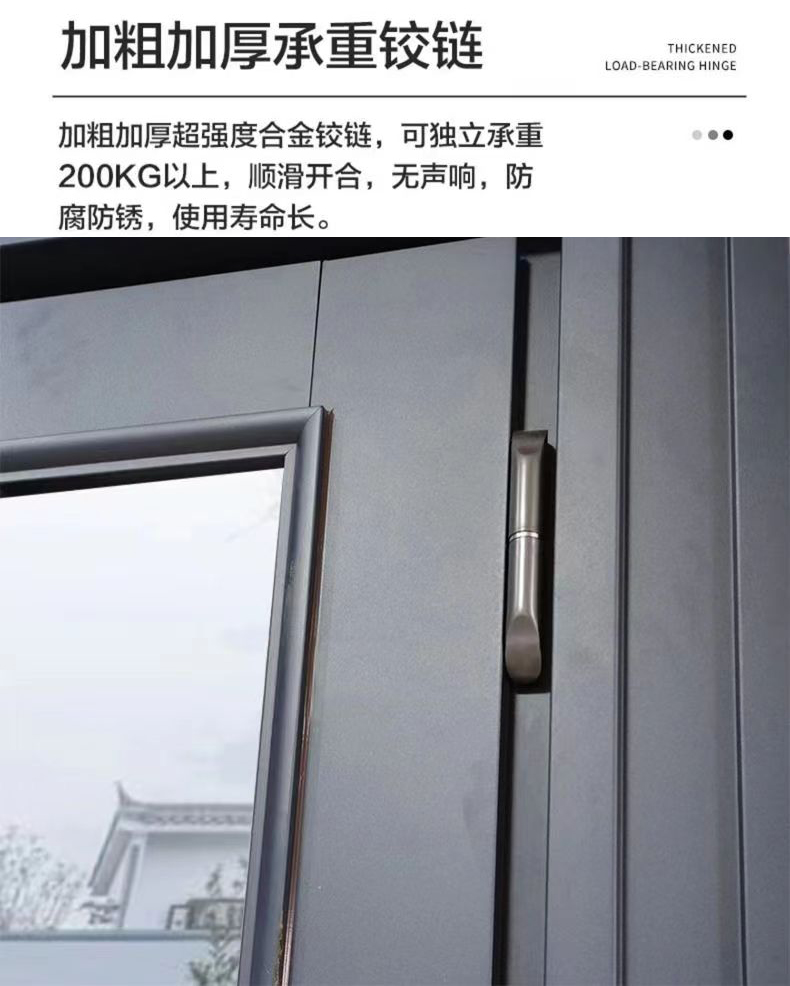 加粗加厚承重铰链
THICKENED
LOAD-BEARING HINGE
加粗加厚超强度合金铰链，可独立承重
200KG以上，顺滑开合，无声响，防
腐防锈，使用寿命长。